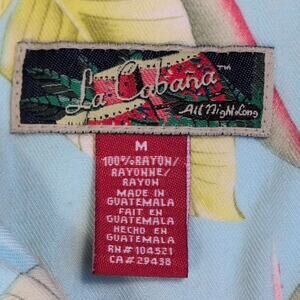 La Cabaña™
All Night Long
M
100% RAYON/
RAYONNE/
RAYON
MADE IN
GUATEMALA
FAIT EN
GUATEMALA
HECHO EN
GUATEMALA
RN# 104521
CA# 29438